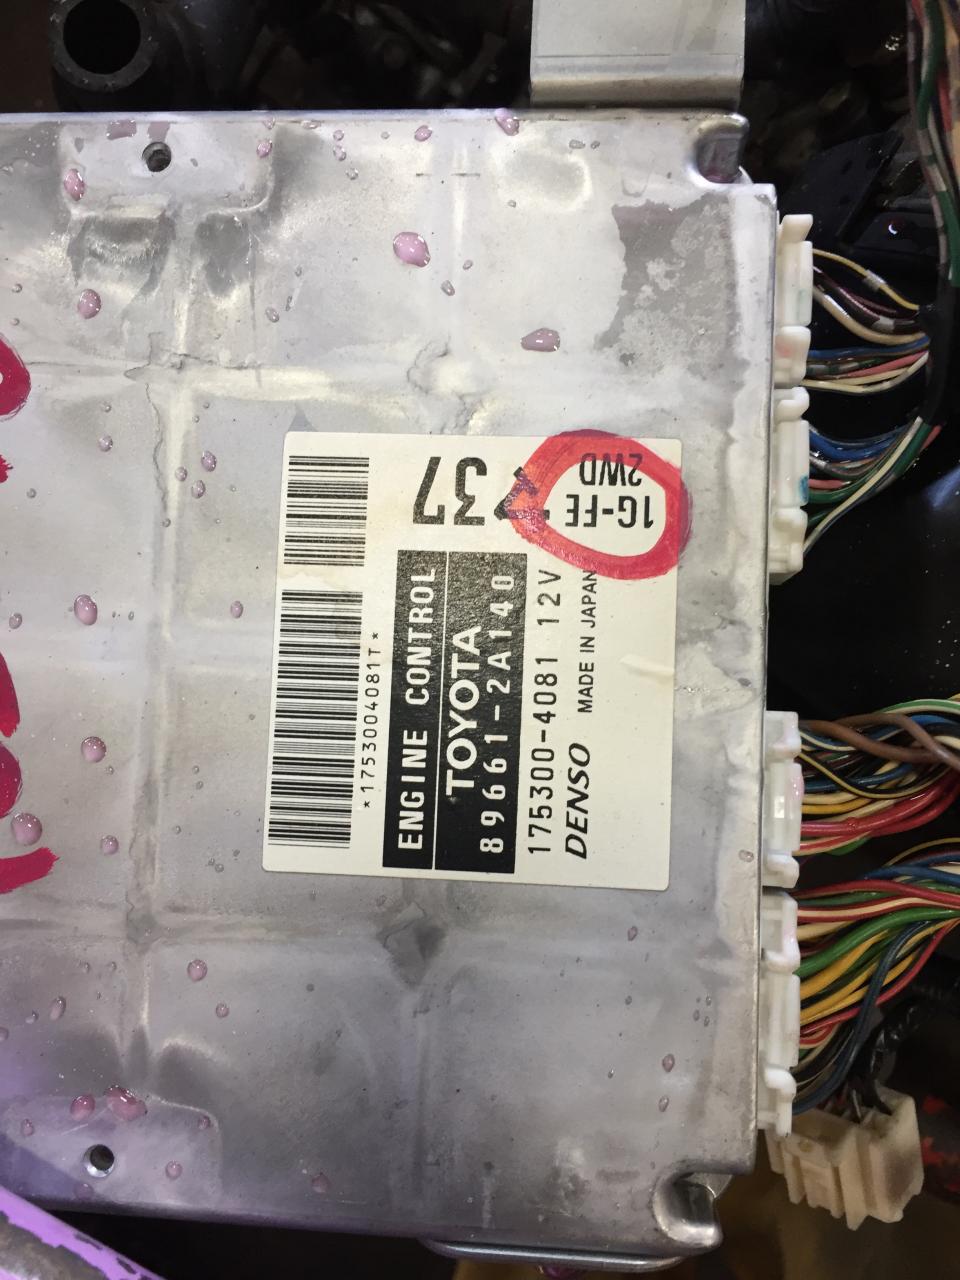 1G-FE
2WD
737
*1753004081T*
ENGINE CONTROL
TOYOTA
89661-2A140
175300-4081 12V
DENSO MADE IN JAPAN